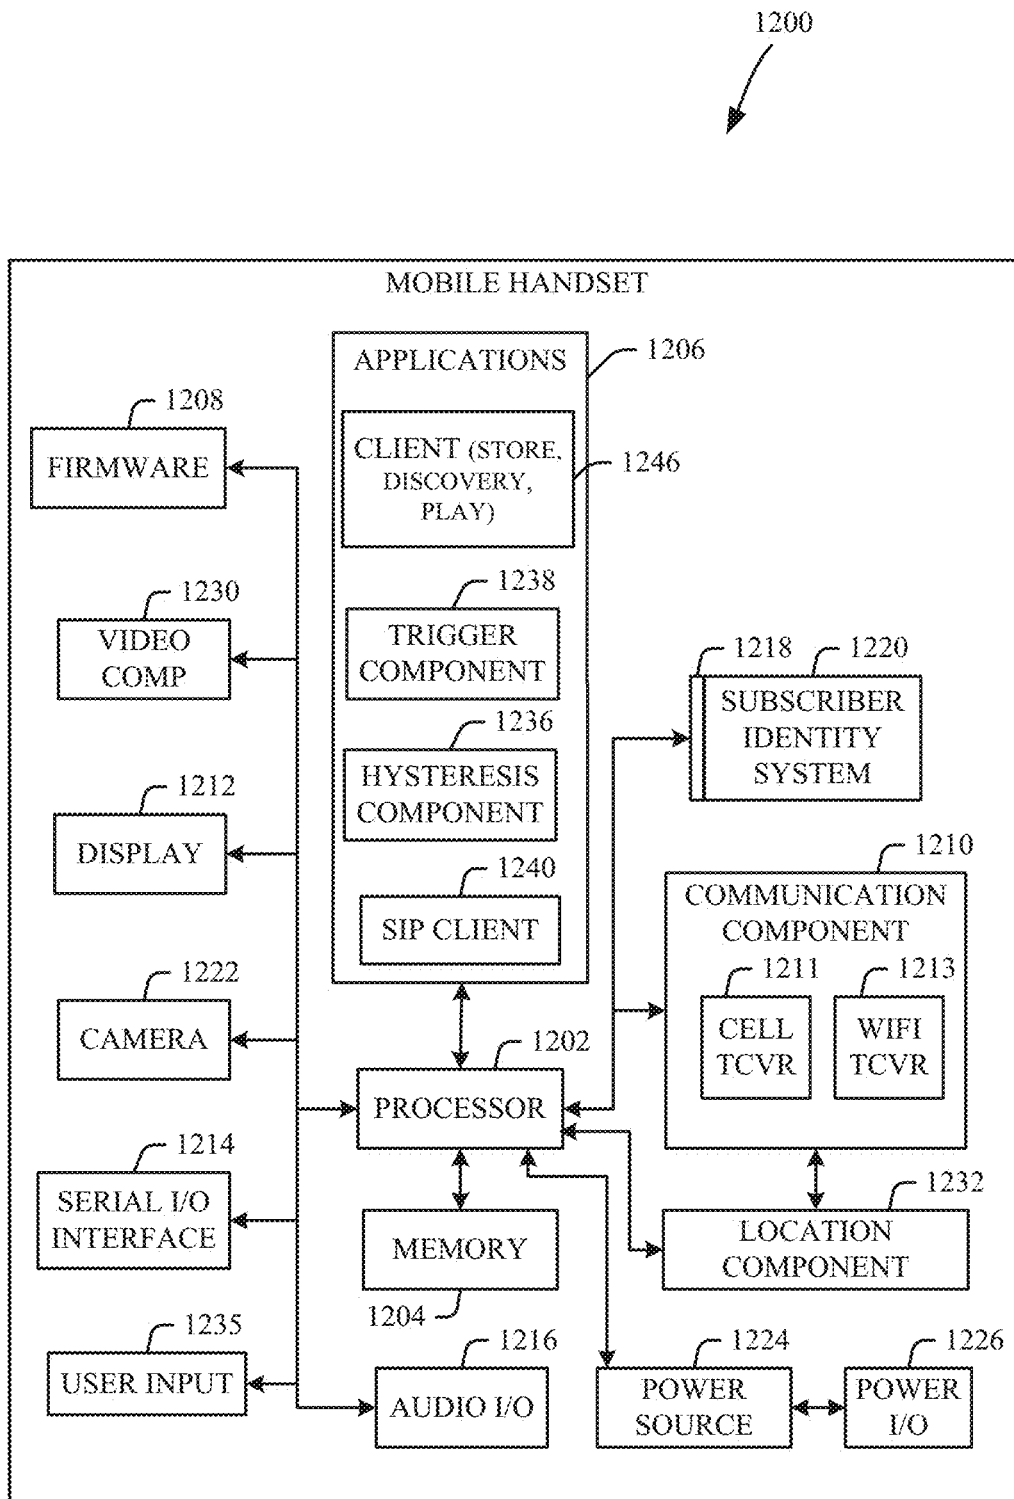 1200
MOBILE HANDSET
APPLICATIONS
1206
CLIENT (STORE,
DISCOVERY,
PLAY)
1246
1208
FIRMWARE
1238
TRIGGER
COMPONENT
1230
VIDEO
COMP
1218
1220
SUBSCRIBER
IDENTITY
SYSTEM
1236
HYSTERESIS
COMPONENT
1212
DISPLAY
1240
SIP CLIENT
1210
COMMUNICATION
COMPONENT
1211
CELL
TCVR
1213
WIFI
TCVR
1222
CAMERA
1202
PROCESSOR
1214
SERIAL I/O
INTERFACE
MEMORY
1204
1232
LOCATION
COMPONENT
1235
USER INPUT
1216
AUDIO I/O
1224
POWER
SOURCE
1226
POWER
I/O